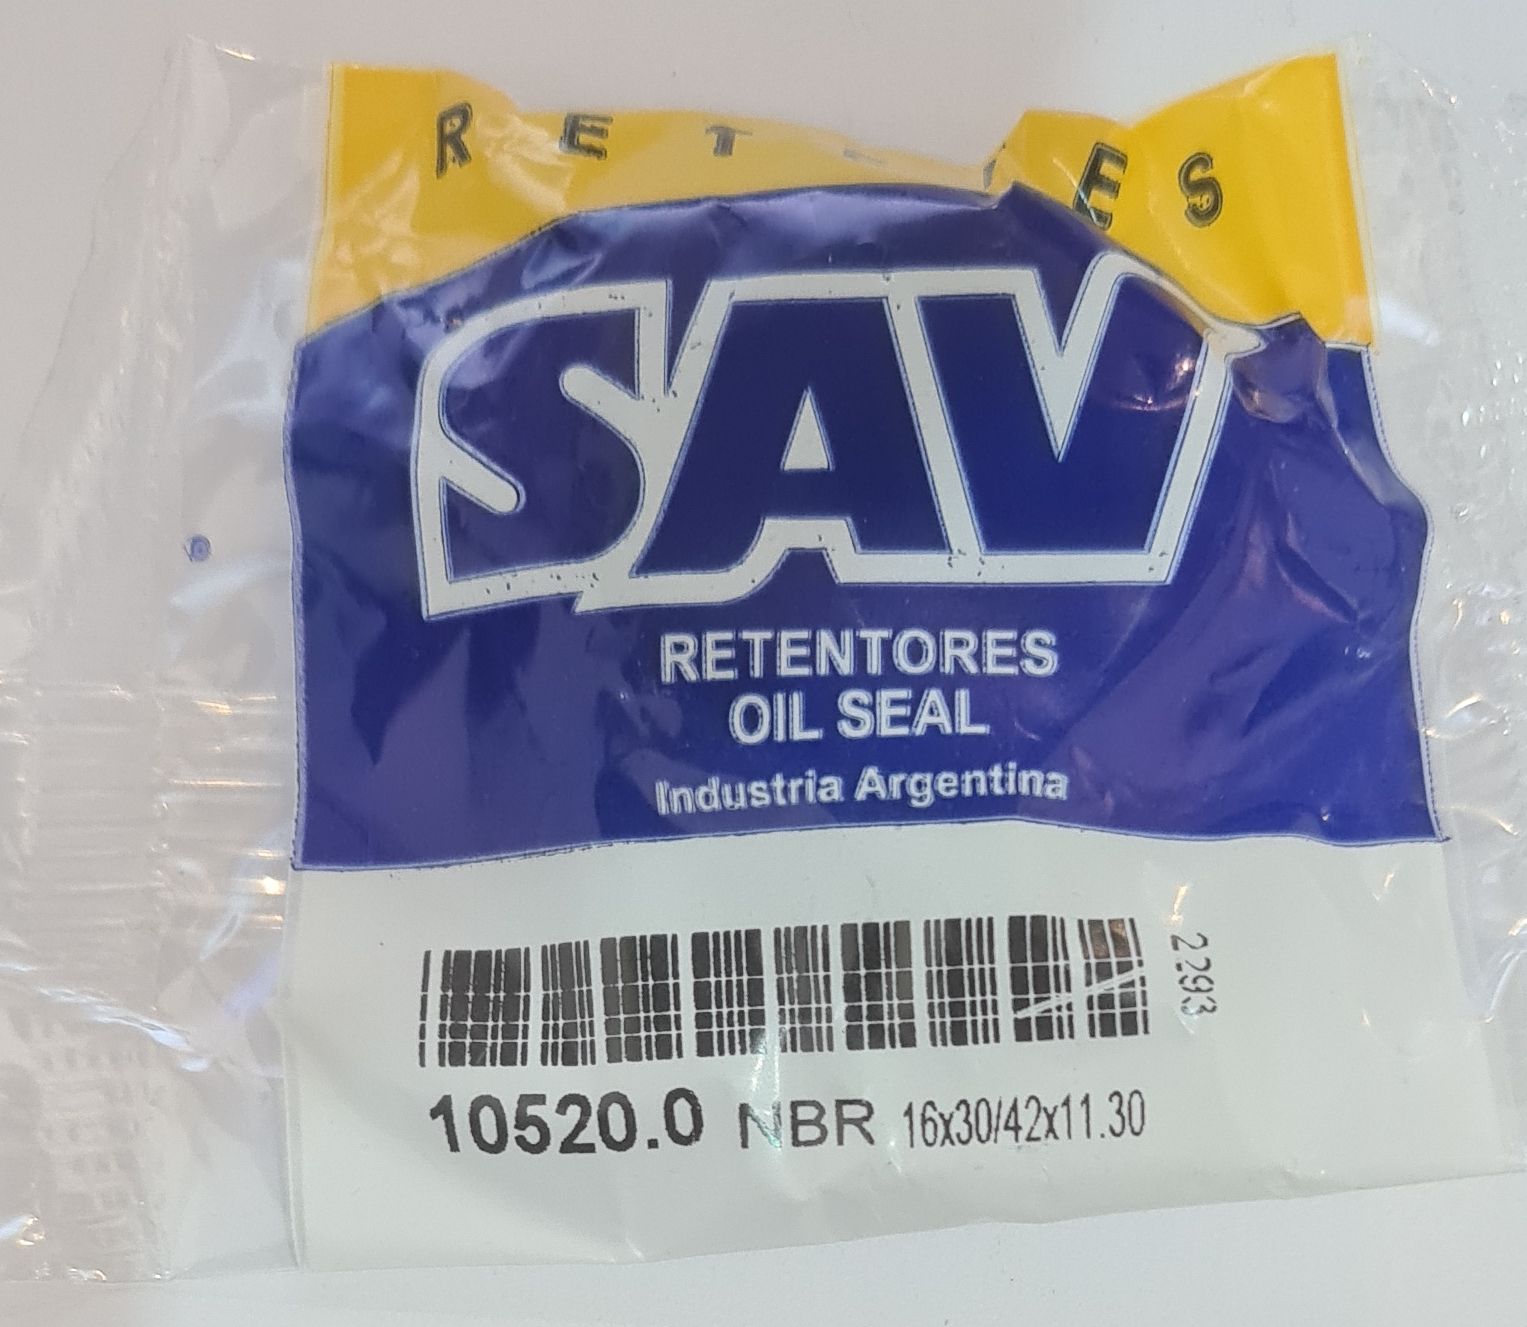 SAV
RETENTORES
OIL SEAL
Industria Argentina
2293
10520.0 NBR 16x30/42x11.30